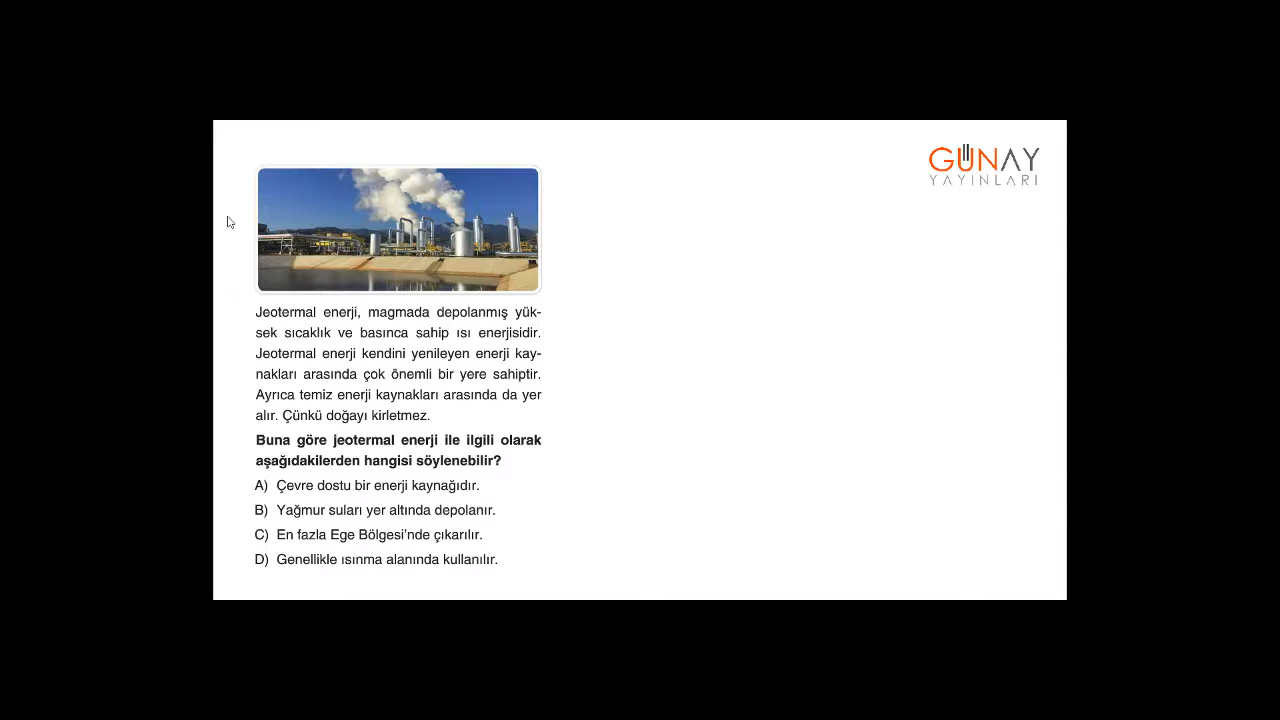 GÜNAY
YAYINLARI
Jeotermal enerji, magmada depolanmış yük-
sek sıcaklık ve basınca sahip ısı enerjisidir.
Jeotermal enerji kendini yenileyen enerji kay-
nakları arasında çok önemli bir yere sahiptir.
Ayrıca temiz enerji kaynakları arasında da yer
alır. Çünkü doğayı kirletmez.
Buna göre jeotermal enerji ile ilgili olarak
aşağıdakilerden hangisi söylenebilir?
A) Çevre dostu bir enerji kaynağıdır.
B) Yağmur suları yer altında depolanır.
C) En fazla Ege Bölgesi'nde çıkarılır.
D) Genellikle ısınma alanında kullanılır.